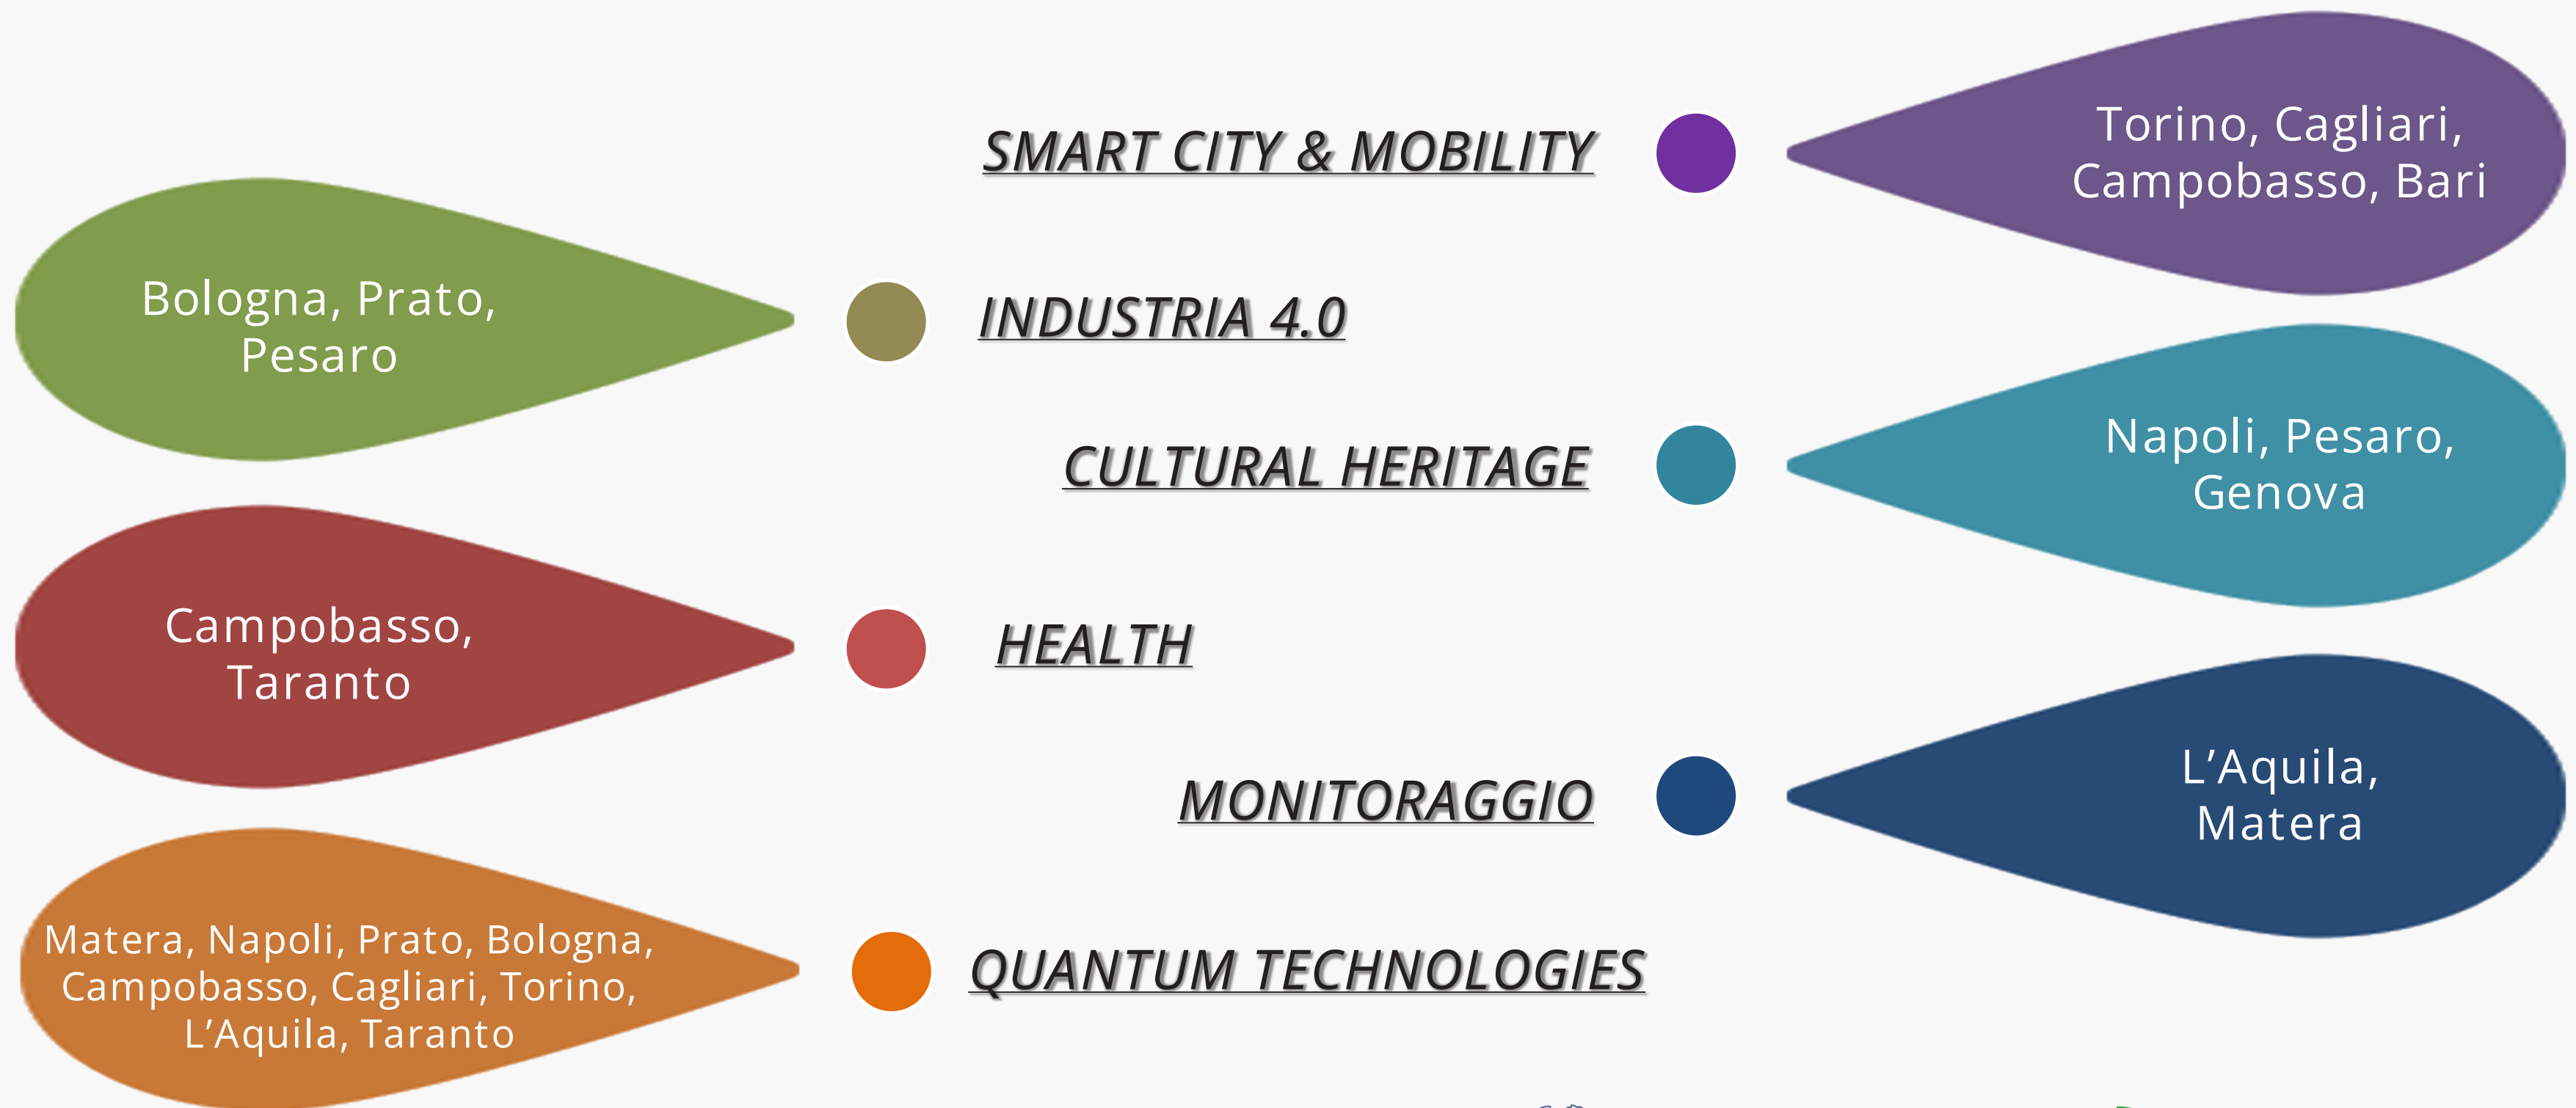 SMART CITY & MOBILITY
Torino, Cagliari,
Campobasso, Bari
Bologna, Prato,
Pesaro
INDUSTRIA 4.0
CULTURAL HERITAGE
Napoli, Pesaro,
Genova
Campobasso,
Taranto
HEALTH
MONITORAGGIO
L’Aquila,
Matera
Matera, Napoli, Prato, Bologna,
Campobasso, Cagliari, Torino,
L’Aquila, Taranto
QUANTUM TECHNOLOGIES